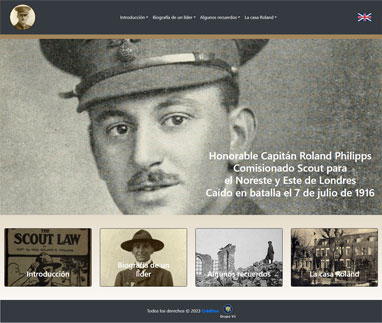 Introducción Biografía de un líder Algunos recuerdos La casa Roland
Honorable Capitán Roland Philipps
Comisionado Scout para
el Noreste y Este de Londres
Caído en batalla el 7 de julio de 1916
THE
SCOUT LAW
Introducción
Biografía de un
líder
Algunos recuerdos
La casa Roland
Todos los derechos © 2023 Créditos
Grupo VII